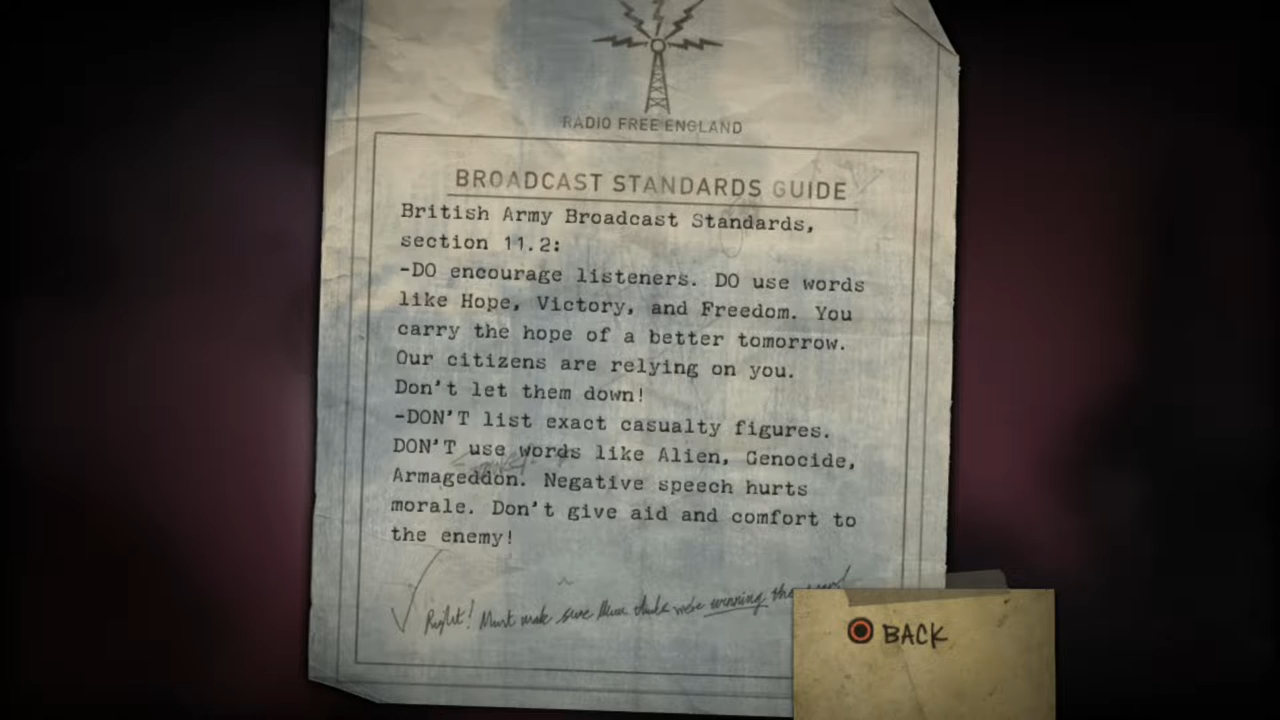 RADIO FREE ENGLAND
BROADCAST STANDARDS GUIDE
British Army Broadcast Standards,
section 11.2:
-DO encourage listeners. DO use words
like Hope, Victory, and Freedom. You
carry the hope of a better tomorrow.
Our citizens are relying on you.
Don't let them down!
-DON'T list exact casualty figures.
DON'T use words like Alien, Genocide,
Armageddon. Negative speech hurts
morale. Don't give aid and comfort to
the enemy!
Right! Must make sure Mum thinks we're winning the
BACK